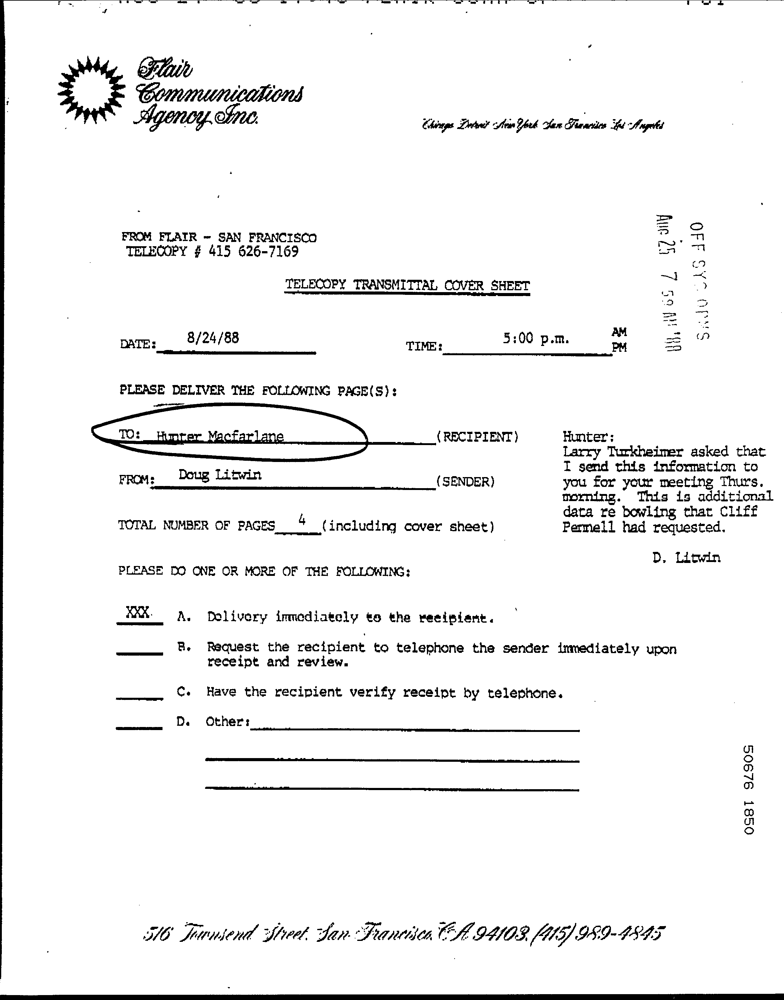 Flair
Communications
Agency, Inc.
Chicago Detroit New York San Francisco Los Angeles
FROM FLAIR - SAN FRANCISCO
TELECOPY # 415 626-7169
OFF SYS OPNS
AUG 25 7 59 AM '88
TELECOPY TRANSMITTAL COVER SHEET
DATE: 8/24/88 TIME: 5:00 p.m. AM
PM
PLEASE DELIVER THE FOLLOWING PAGE(S):
TO: Hunter Macfarlane (RECIPIENT)
FROM: Doug Litwin (SENDER)
TOTAL NUMBER OF PAGES 4 (including cover sheet)
Hunter:
Larry Turkheimer asked that
I send this information to
you for your meeting Thurs.
morning. This is additional
data re bowling that Cliff
Pennell had requested.
D. Litwin
PLEASE DO ONE OR MORE OF THE FOLLOWING:
XXX A. Delivery immediately to the recipient.
B. Request the recipient to telephone the sender immediately upon
receipt and review.
C. Have the recipient verify receipt by telephone.
D. Other:
50676 1850
516 Townsend Street, San Francisco, CA 94103, (415) 989-4845